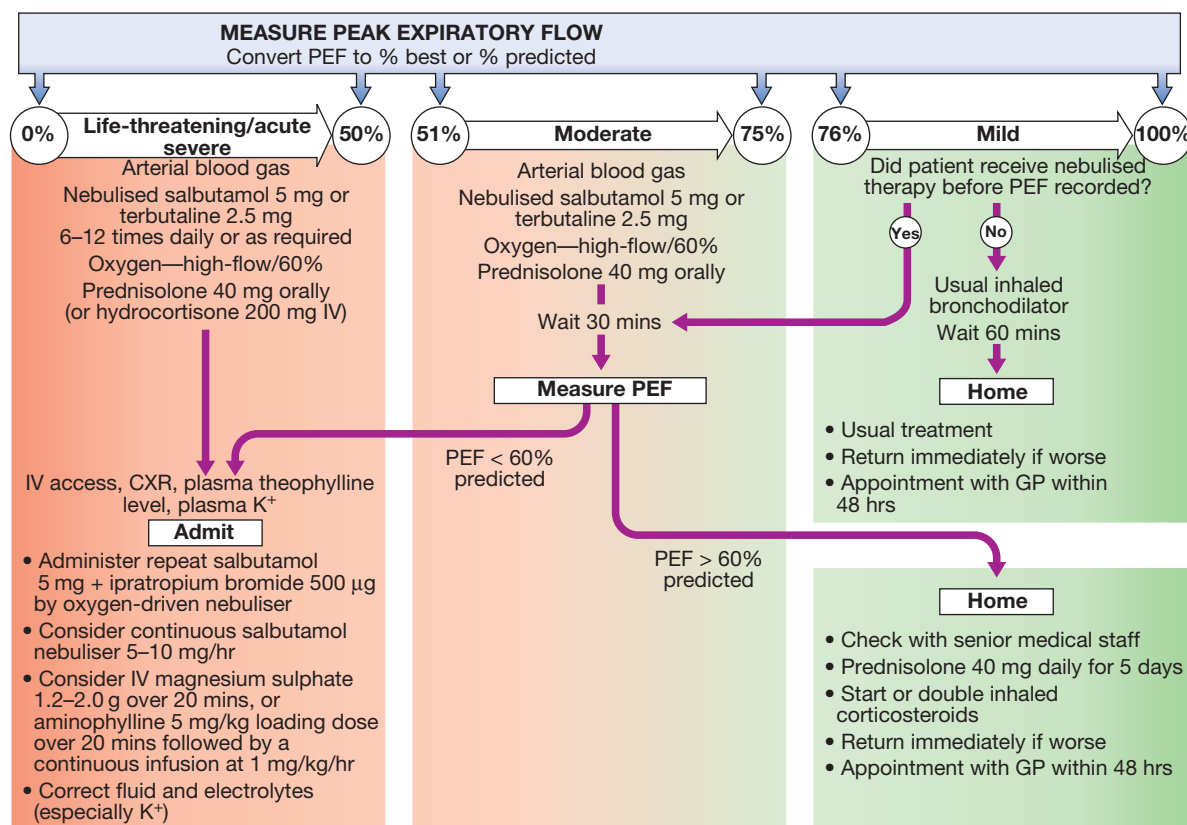 MEASURE PEAK EXPIRATORY FLOW
Convert PEF to % best or % predicted
0%
Life-threatening/acute
severe
50%
Arterial blood gas
Nebulised salbutamol 5 mg or
terbutaline 2.5 mg
6–12 times daily or as required
Oxygen—high-flow/60%
Prednisolone 40 mg orally
(or hydrocortisone 200 mg IV)
51%
Moderate
75%
Arterial blood gas
Nebulised salbutamol 5 mg or
terbutaline 2.5 mg
Oxygen—high-flow/60%
Prednisolone 40 mg orally
Wait 30 mins
Measure PEF
PEF < 60%
predicted
PEF > 60%
predicted
76%
Mild
100%
Did patient receive nebulised
therapy before PEF recorded?
Yes
No
Usual inhaled
bronchodilator
Wait 60 mins
Home
• Usual treatment
• Return immediately if worse
• Appointment with GP within
48 hrs
IV access, CXR, plasma theophylline
level, plasma K⁺
Admit
• Administer repeat salbutamol
5 mg + ipratropium bromide 500 μg
by oxygen-driven nebuliser
• Consider continuous salbutamol
nebuliser 5–10 mg/hr
• Consider IV magnesium sulphate
1.2–2.0 g over 20 mins, or
aminophylline 5 mg/kg loading dose
over 20 mins followed by a
continuous infusion at 1 mg/kg/hr
• Correct fluid and electrolytes
(especially K⁺)
Home
• Check with senior medical staff
• Prednisolone 40 mg daily for 5 days
• Start or double inhaled
corticosteroids
• Return immediately if worse
• Appointment with GP within 48 hrs